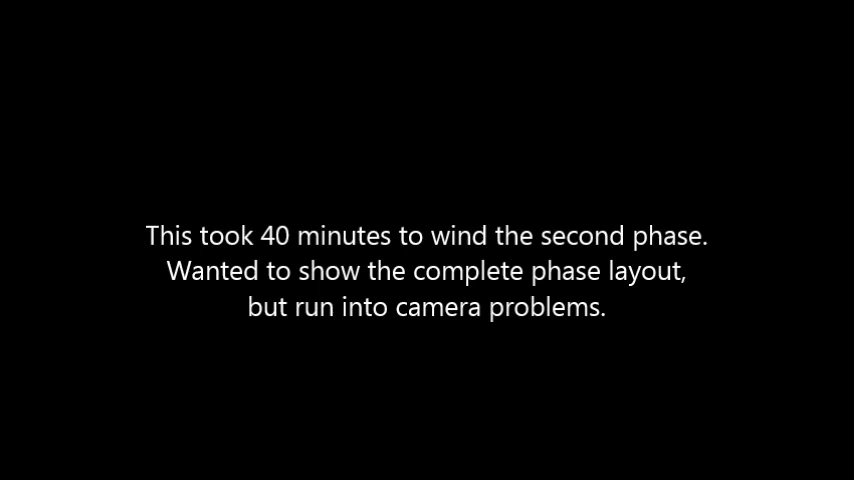 This took 40 minutes to wind the second phase.
Wanted to show the complete phase layout,
but run into camera problems.